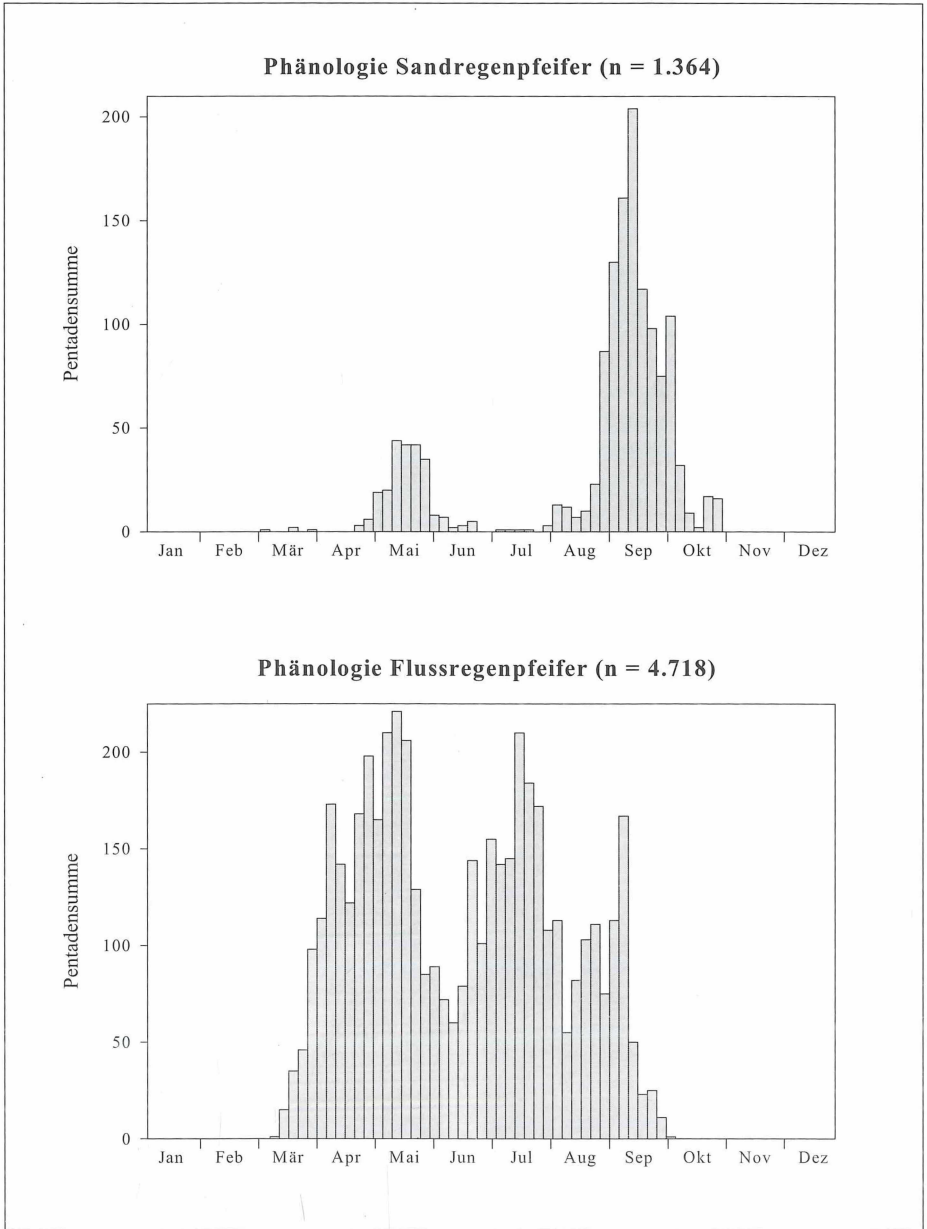 Phänologie Sandregenpfeifer (n = 1.364)
200
150
100
50
0
Pentadensumme
Jan Feb Mär Apr Mai Jun Jul Aug Sep Okt Nov Dez
Phänologie Flussregenpfeifer (n = 4.718)
200
150
100
50
0
Pentadensumme
Jan Feb Mär Apr Mai Jun Jul Aug Sep Okt Nov Dez